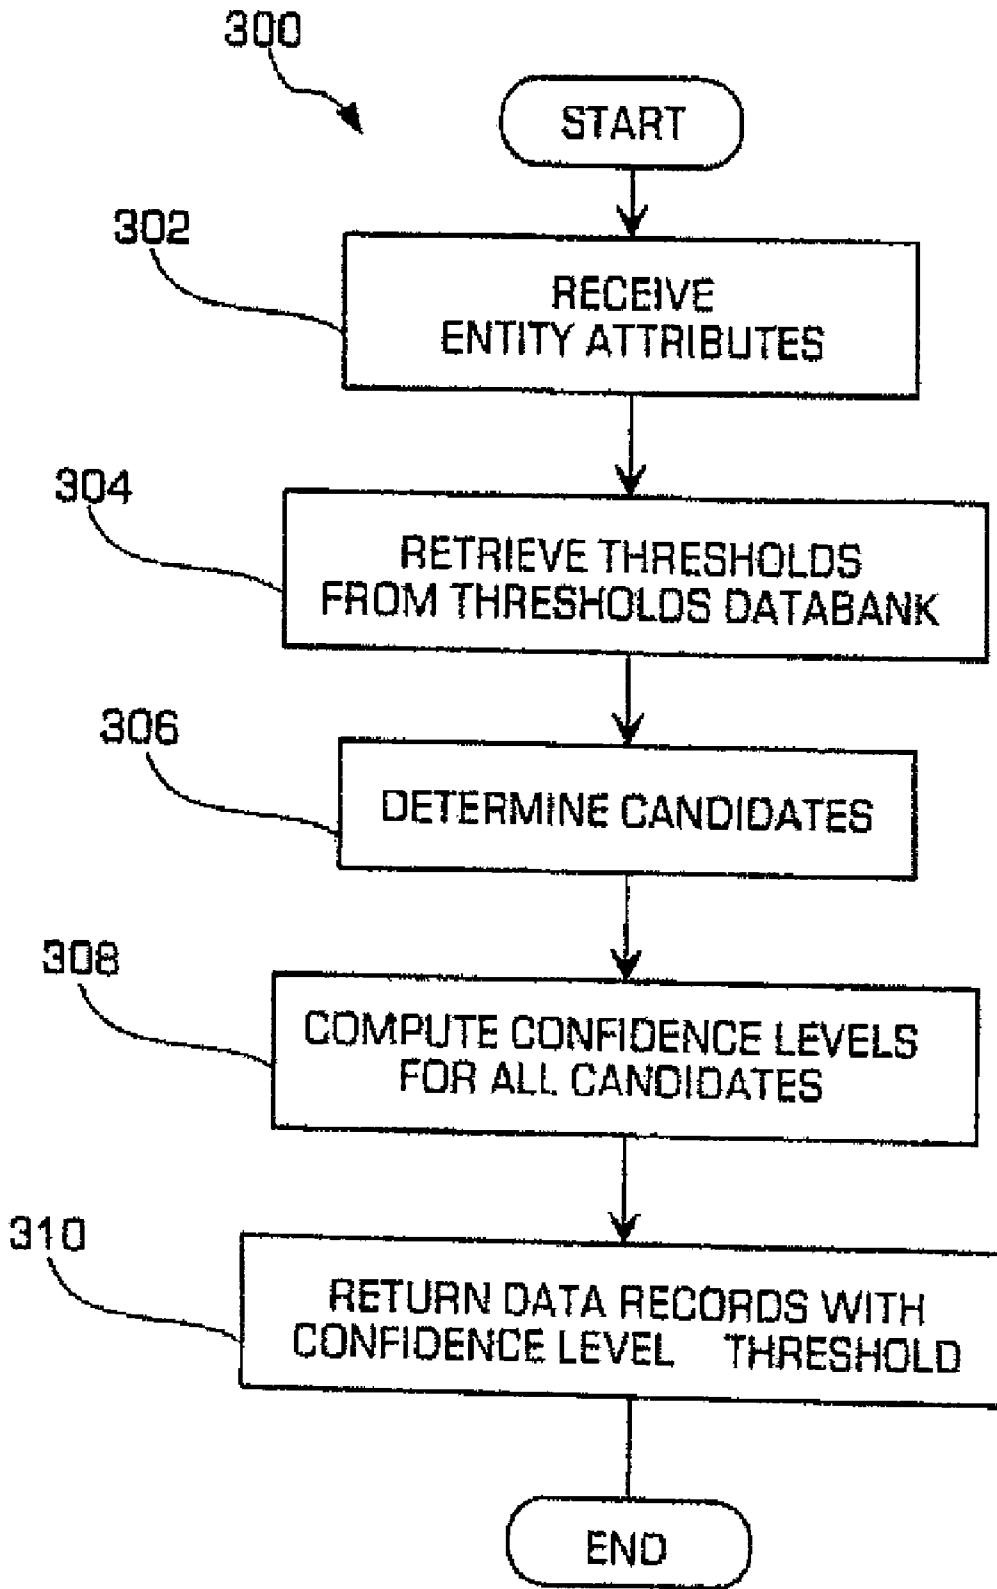 300
START
302
RECEIVE
ENTITY ATTRIBUTES
304
RETRIEVE THRESHOLDS
FROM THRESHOLDS DATABANK
306
DETERMINE CANDIDATES
308
COMPUTE CONFIDENCE LEVELS
FOR ALL CANDIDATES
310
RETURN DATA RECORDS WITH
CONFIDENCE LEVEL THRESHOLD
END